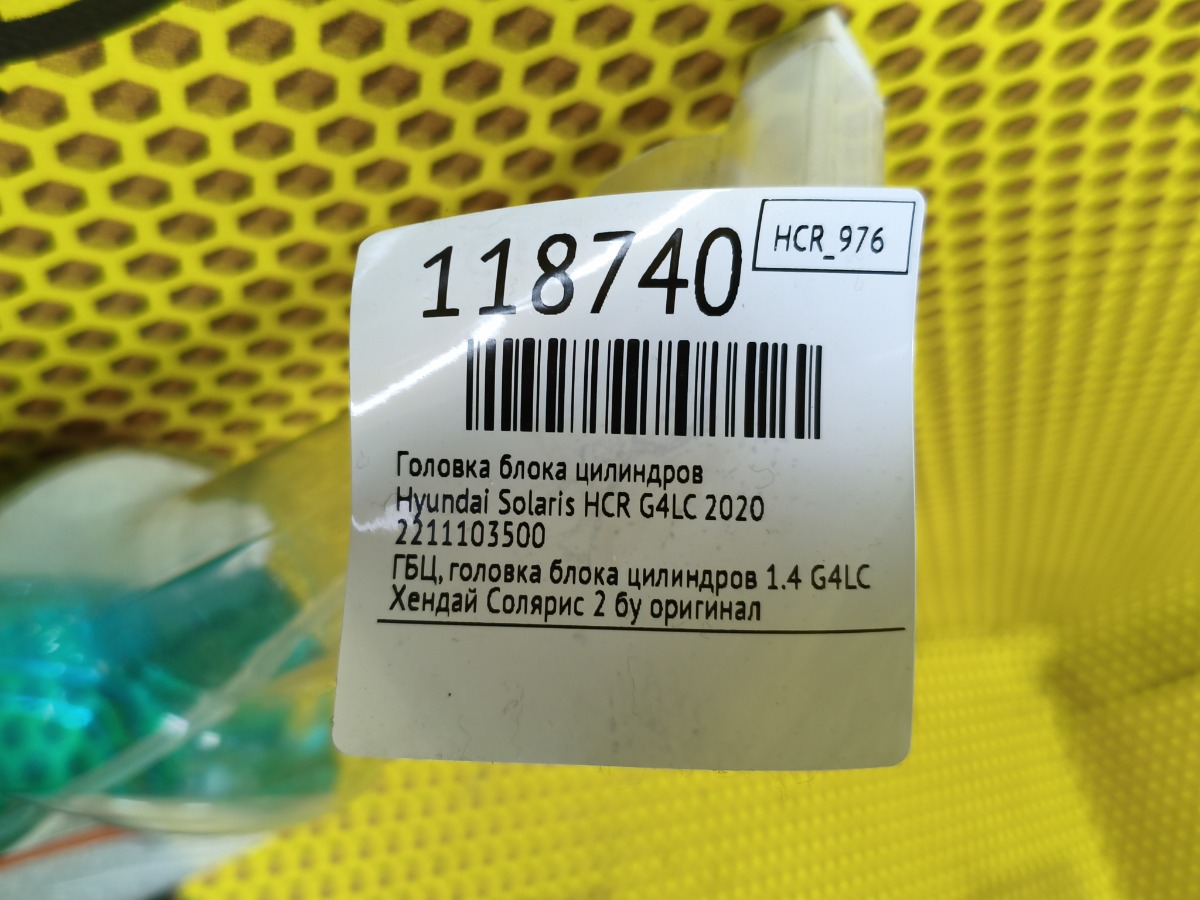 118740
HCR_976
Головка блока цилиндров
Hyundai Solaris HCR G4LC 2020
2211103500
ГБЦ, головка блока цилиндров 1.4 G4LC
Хендай Солярис 2 бу оригинал